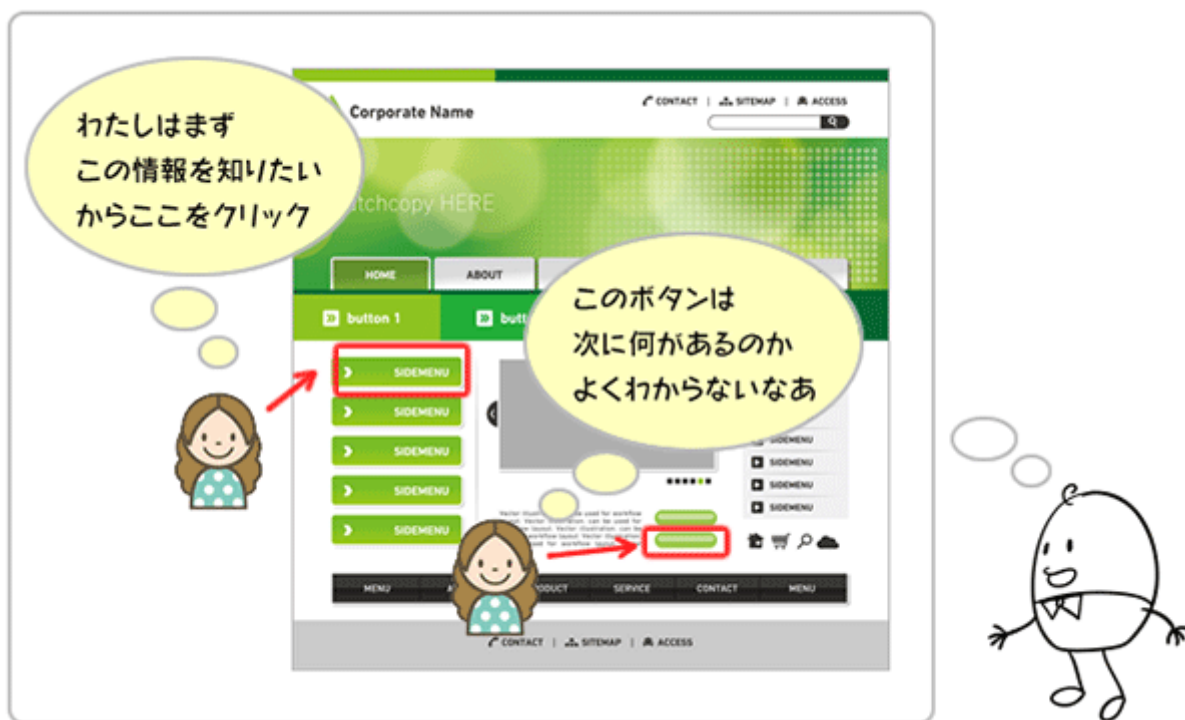 わたしはまず
この情報を知りたい
からここをクリック
Corporate Name
CONTACT | SITEMAP | ACCESS
tchcopy HERE
HOME
ABOUT
button 1
butt
このボタンは
次に何があるのか
よくわからないなあ
SIDEMENU
SIDEMENU
SIDEMENU
SIDEMENU
SIDEMENU
SIDEMENU
SIDEMENU
SIDEMENU
SIDEMENU
MENU
SERVICE
CONTACT
MENU
CONTACT | SITEMAP | ACCESS